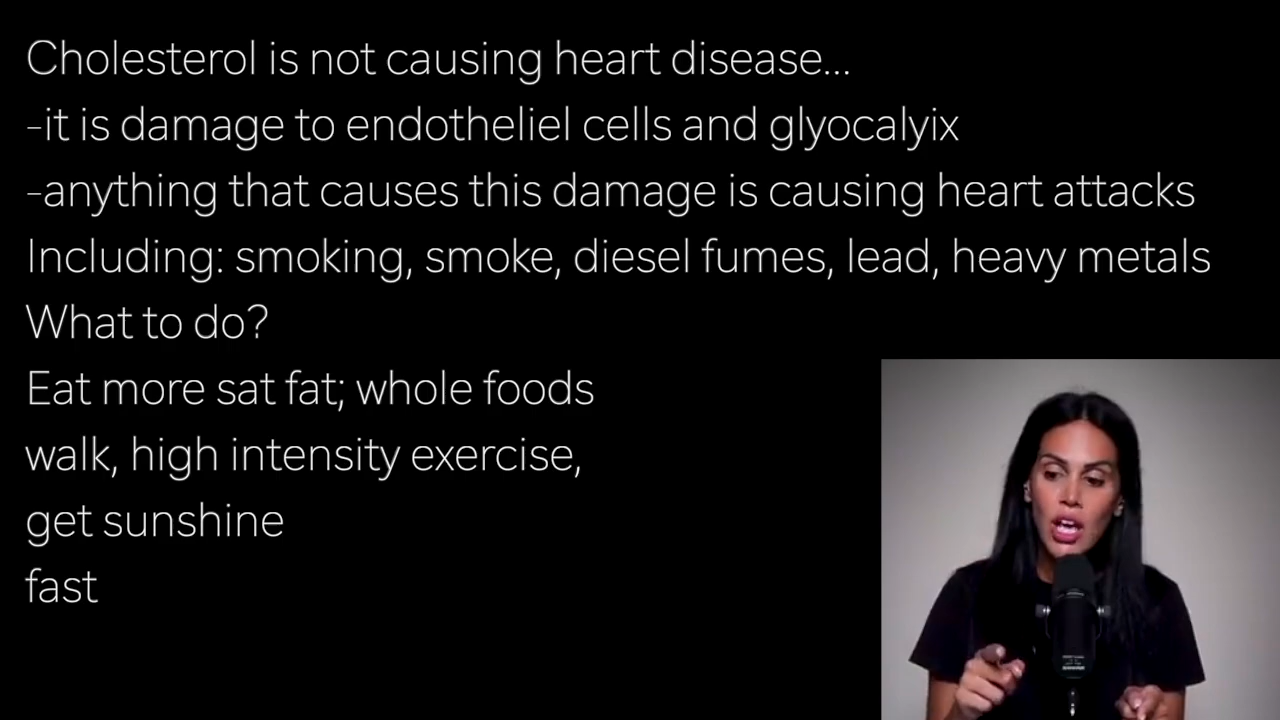 Cholesterol is not causing heart disease...
-it is damage to endotheliel cells and glyocalyix
-anything that causes this damage is causing heart attacks
Including: smoking, smoke, diesel fumes, lead, heavy metals
What to do?
Eat more sat fat; whole foods
walk, high intensity exercise,
get sunshine
fast